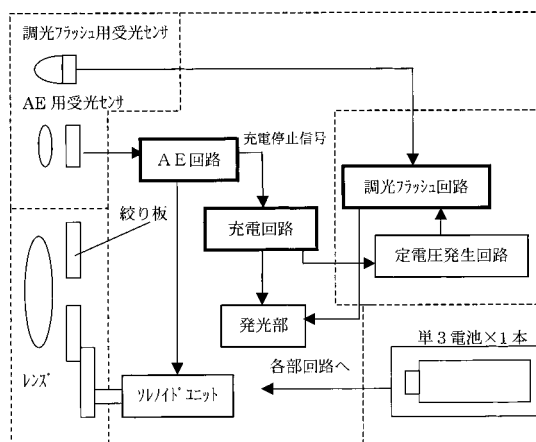 調光ﾌﾗｯｼｭ用受光ｾﾝｻ
AE 用受光ｾﾝｻ
充電停止信号
ＡＥ回路
調光ﾌﾗｯｼｭ回路
絞り板
充電回路
定電圧発生回路
発光部
単３電池×1 本
各部回路へ
ﾚﾝｽﾞ
ｿﾚﾉｲﾄﾞﾕﾆｯﾄ